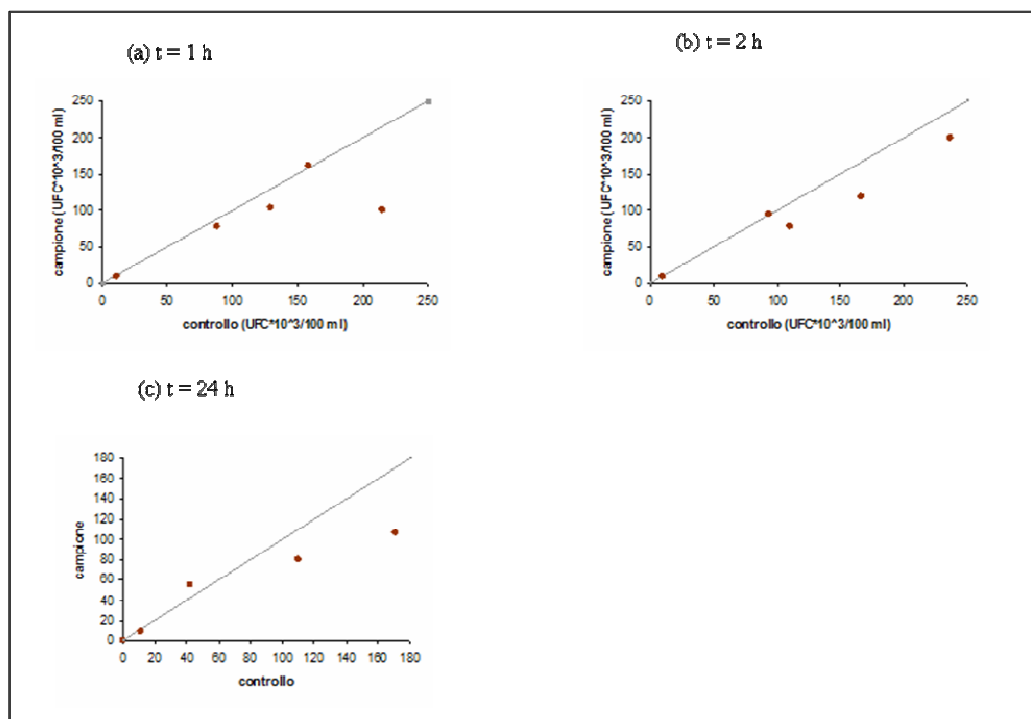 (a) t = 1 h
250
200
150
100
50
0
campione (UFC*10^3/100 ml)
0 50 100 150 200 250
controllo (UFC*10^3/100 ml)
(b) t = 2 h
250
200
150
100
50
0
campione (UFC*10^3/100 ml)
0 50 100 150 200 250
controllo (UFC*10^3/100 ml)
(c) t = 24 h
180
160
140
120
100
80
60
40
20
0
campione
0 20 40 60 80 100 120 140 160 180
controllo